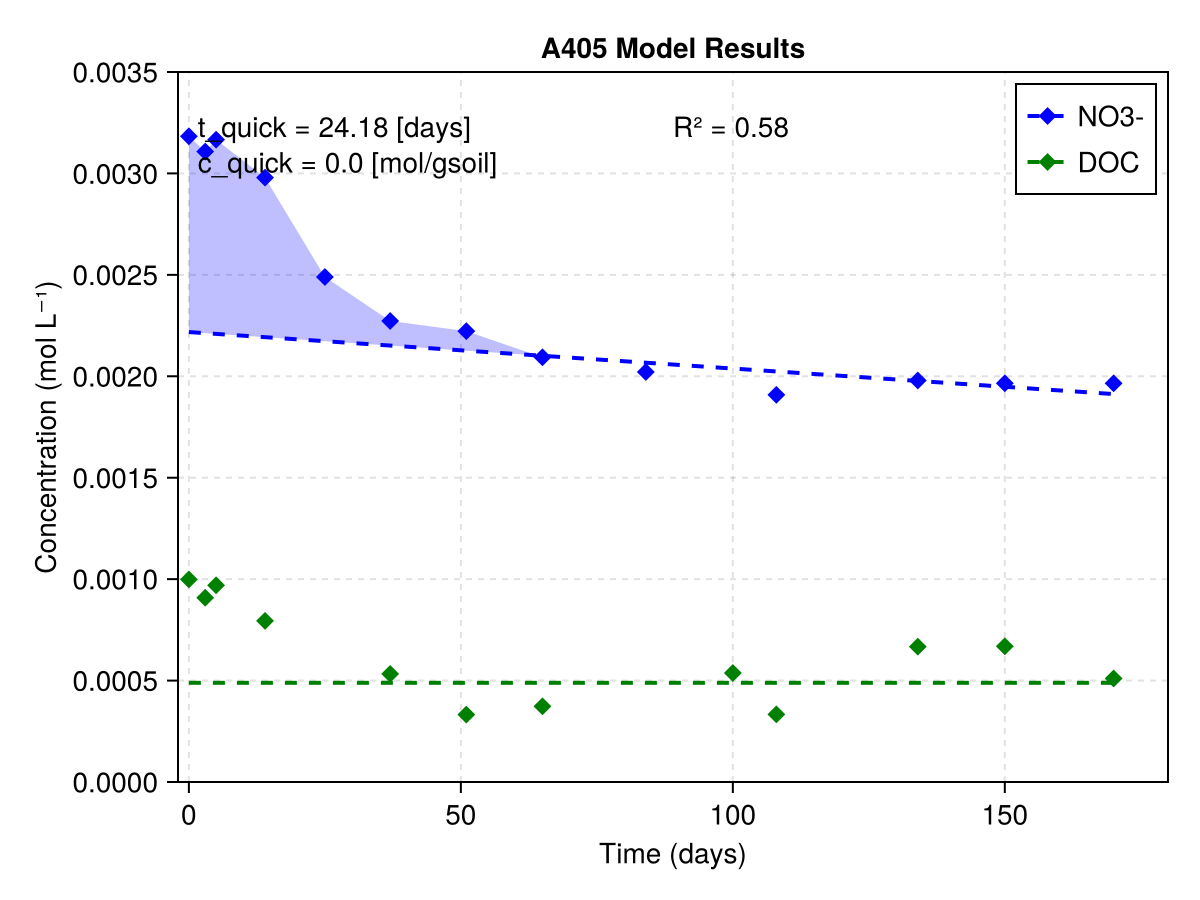 A405 Model Results
0.0035
0.0030
0.0025
0.0020
0.0015
0.0010
0.0005
0.0000
Concentration (mol L⁻¹)
t_quick = 24.18 [days]
c_quick = 0.0 [mol/gsoil]
R² = 0.58
NO3-
DOC
0
50
100
150
Time (days)